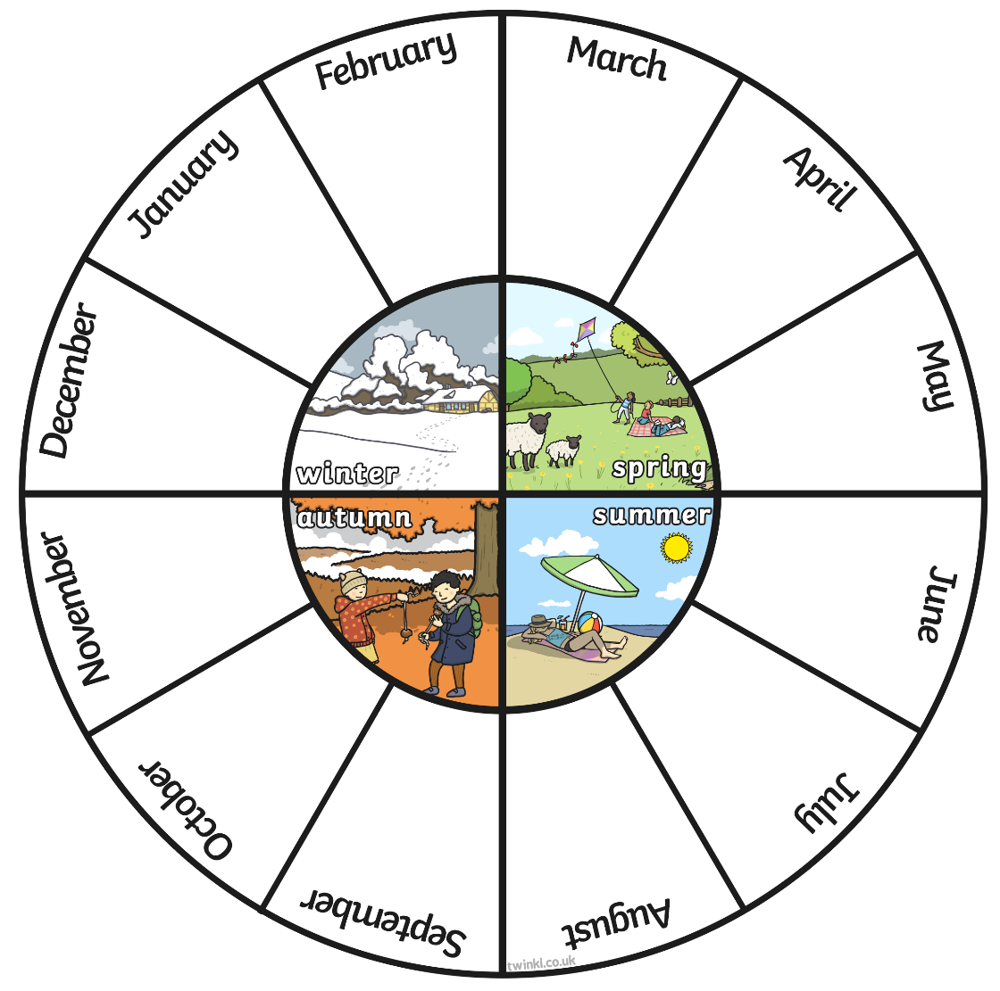 February
March
January
April
December
May
winter
spring
autumn
summer
November
June
October
July
September
August
twinkl.co.uk